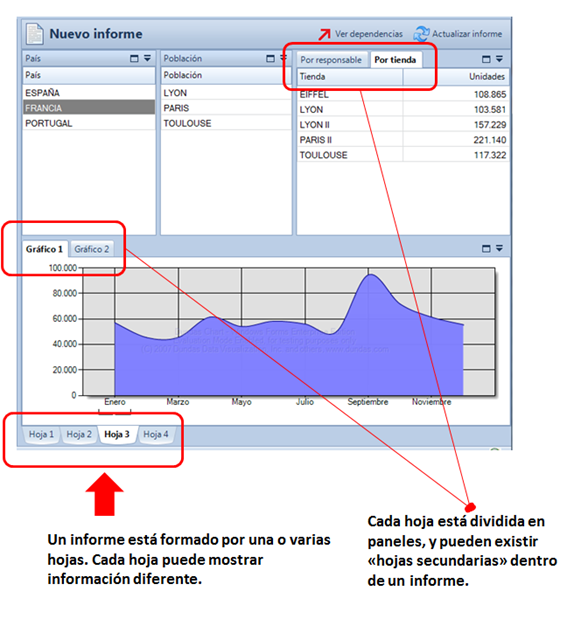 Nuevo informe
Ver dependencias
Actualizar informe
País
Población
Por responsable
Por tienda
País
Población
Tienda
Unidades
ESPAÑA
LYON
EIFFEL
108.865
FRANCIA
PARIS
LYON
103.581
PORTUGAL
TOULOUSE
LYON II
157.229
PARIS II
221.140
TOULOUSE
117.322
Gráfico 1
Gráfico 2
100.000
80.000
60.000
40.000
20.000
0
Enero
Marzo
Mayo
Julio
Septiembre
Noviembre
Hoja 1
Hoja 2
Hoja 3
Hoja 4
Un informe está formado por una o varias
hojas. Cada hoja puede mostrar
información diferente.
Cada hoja está dividida en
paneles, y pueden existir
«hojas secundarias» dentro
de un informe.